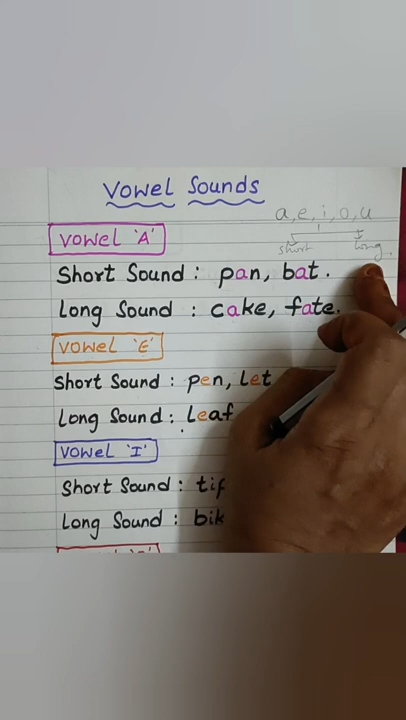 Vowel Sounds
a, e, i, o, u
short long.
Vowel 'A'
Short Sound : pan, bat.
Long Sound : cake, fate.
Vowel 'E'
Short Sound : pen, Let
Long Sound : Leaf
Vowel 'I'
Short Sound :
Long Sound :